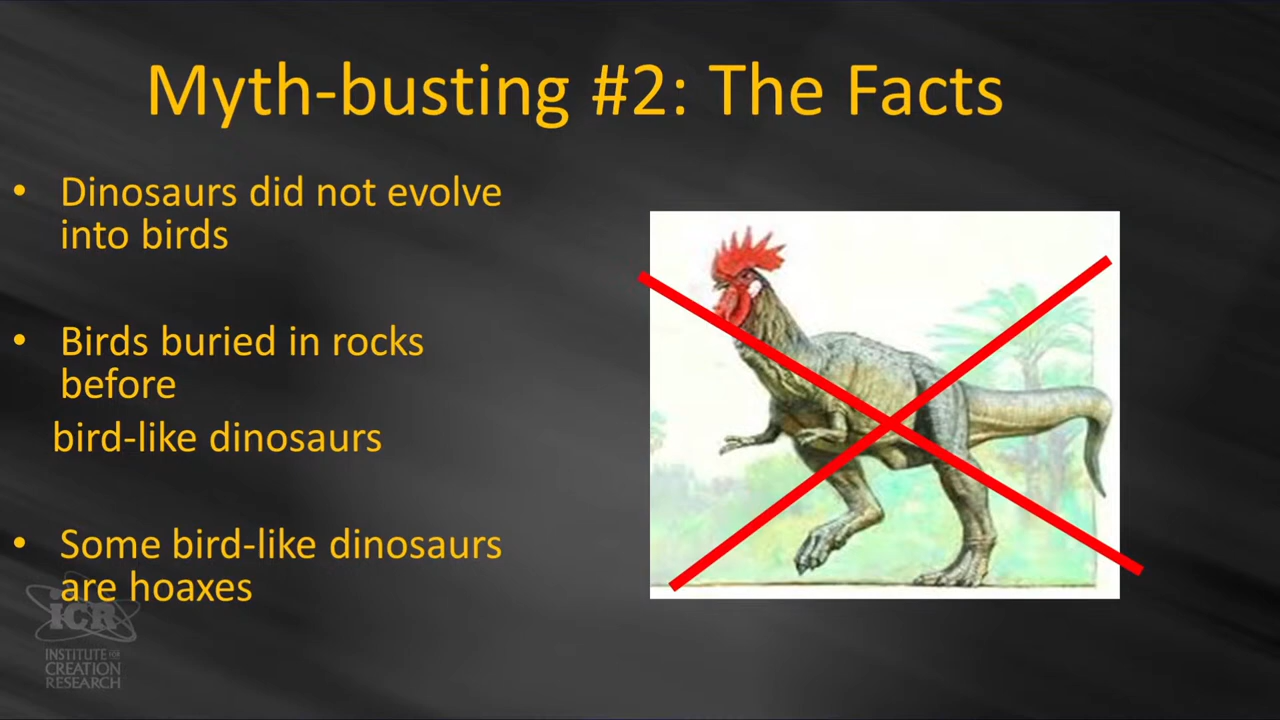 Myth-busting #2: The Facts
• Dinosaurs did not evolve
into birds
• Birds buried in rocks
before
bird-like dinosaurs
• Some bird-like dinosaurs
are hoaxes
iCR
INSTITUTE FOR
CREATION
RESEARCH